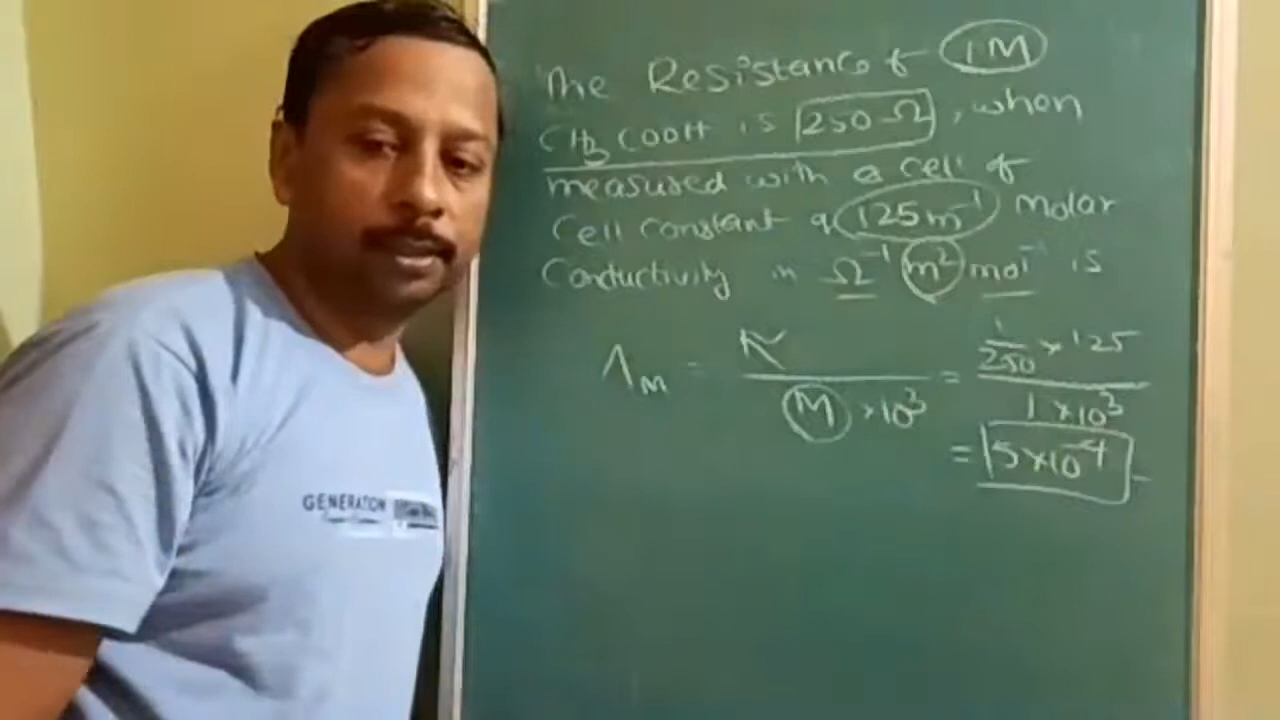 The Resistance of 1M
CH3COOH is 250 Ω, when
measured with a cell of
Cell constant of 125 m⁻¹ Molar
Conductivity in Ω⁻¹ m² mol⁻¹ is
Λm = K / M × 10³ = 1/250 × 125 / 1 × 10³
= 5 × 10⁻⁴
GENERATION